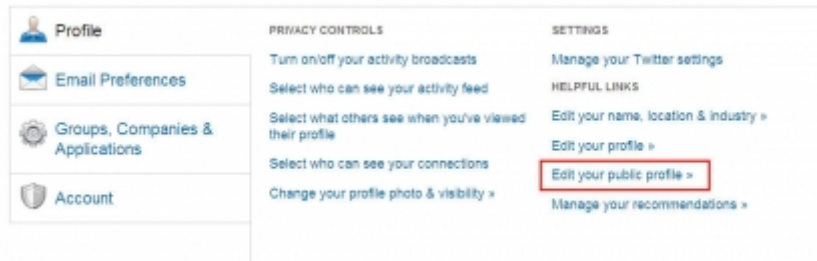 Profile
Email Preferences
Groups, Companies &
Applications
Account
PRIVACY CONTROLS
Turn on/off your activity broadcasts
Select who can see your activity feed
Select what others see when you've viewed
their profile
Select who can see your connections
Change your profile photo & visibility »
SETTINGS
Manage your Twitter settings
HELPFUL LINKS
Edit your name, location & industry »
Edit your profile »
Edit your public profile »
Manage your recommendations »